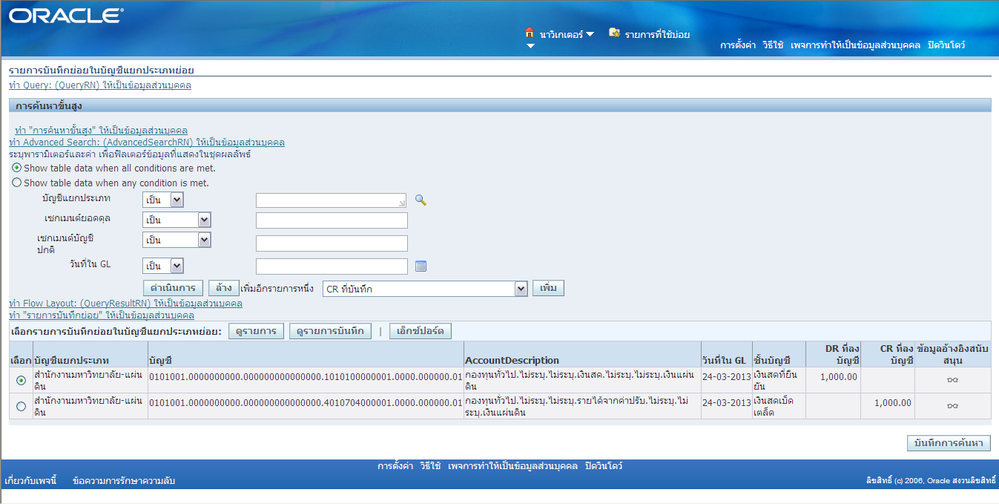 ORACLE®
นาวิเกเตอร์ รายการที่ใช้บ่อย
การตั้งค่า วิธีใช้ เพจการทำให้เป็นข้อมูลส่วนบุคคล ปิดวินโดว์
รายการบันทึกย่อยในบัญชีแยกประเภทย่อย
ทำ Query: (QueryRN) ให้เป็นข้อมูลส่วนบุคคล
การค้นหาขั้นสูง
ทำ "การค้นหาขั้นสูง" ให้เป็นข้อมูลส่วนบุคคล
ทำ Advanced Search: (AdvancedSearchRN) ให้เป็นข้อมูลส่วนบุคคล
ระบุพารามิเตอร์และค่า เพื่อฟิลเตอร์ข้อมูลที่แสดงในชุดผลลัพธ์
Show table data when all conditions are met.
Show table data when any condition is met.
บัญชีแยกประเภท เป็น
เซกเมนต์ยอดดุล เป็น
เซกเมนต์บัญชี เป็น
ปกติ
วันที่ใน GL เป็น
ดำเนินการ ล้าง เพิ่มอีกรายการหนึ่ง CR ที่บันทึก เพิ่ม
ทำ Flow Layout: (QueryResultRN) ให้เป็นข้อมูลส่วนบุคคล
ทำ "รายการบันทึกย่อย" ให้เป็นข้อมูลส่วนบุคคล
เลือกรายการบันทึกย่อยในบัญชีแยกประเภทย่อย: ดูรายการ ดูรายการบันทึก | เอ็กซ์ปอร์ต
เลือก บัญชีแยกประเภท บัญชี AccountDescription วันที่ใน GL ชั้นบัญชี DR ที่ลง CR ที่ลง ข้อมูลอ้างอิงสนับ
บัญชี บัญชี สนุน
สำนักงานมหาวิทยาลัย-แผ่น 0101001.0000000000.000000000000000.1010100000001.0000.000000.01 กองทุนทั่วไป.ไม่ระบุ.ไม่ระบุ.เงินสด.ไม่ระบุ.ไม่ระบุ.เงินแผ่น 24-03-2013 เงินสดที่ยืน 1,000.00
ดิน ดิน ยัน
สำนักงานมหาวิทยาลัย-แผ่น 0101001.0000000000.000000000000000.4010704000001.0000.000000.01 กองทุนทั่วไป.ไม่ระบุ.ไม่ระบุ.รายได้จากค่าปรับ.ไม่ระบุ.ไม่ 24-03-2013 เงินสดเบ็ด 1,000.00
ดิน ระบุ.เงินแผ่นดิน เตล็ด
บันทึกการค้นหา
การตั้งค่า วิธีใช้ เพจการทำให้เป็นข้อมูลส่วนบุคคล ปิดวินโดว์
เกี่ยวกับเพจนี้ ข้อความการรักษาความลับ ลิขสิทธิ์ (c) 2006, Oracle สงวนลิขสิทธิ์